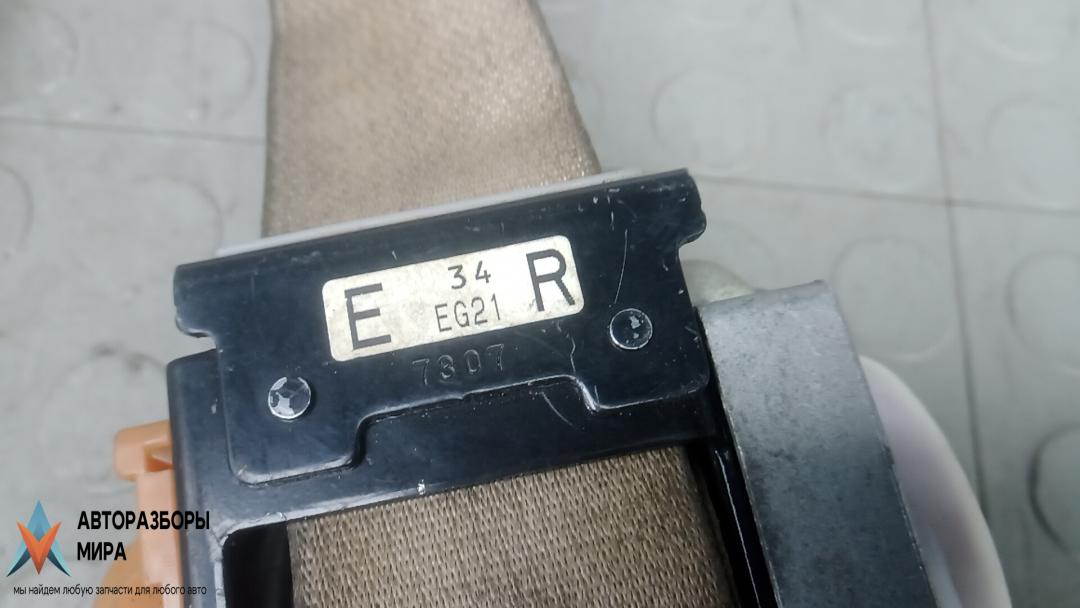 34
E EG21 R
7307
АВТОРАЗБОРЫ
МИРА
мы найдем любую запчасти для любого авто